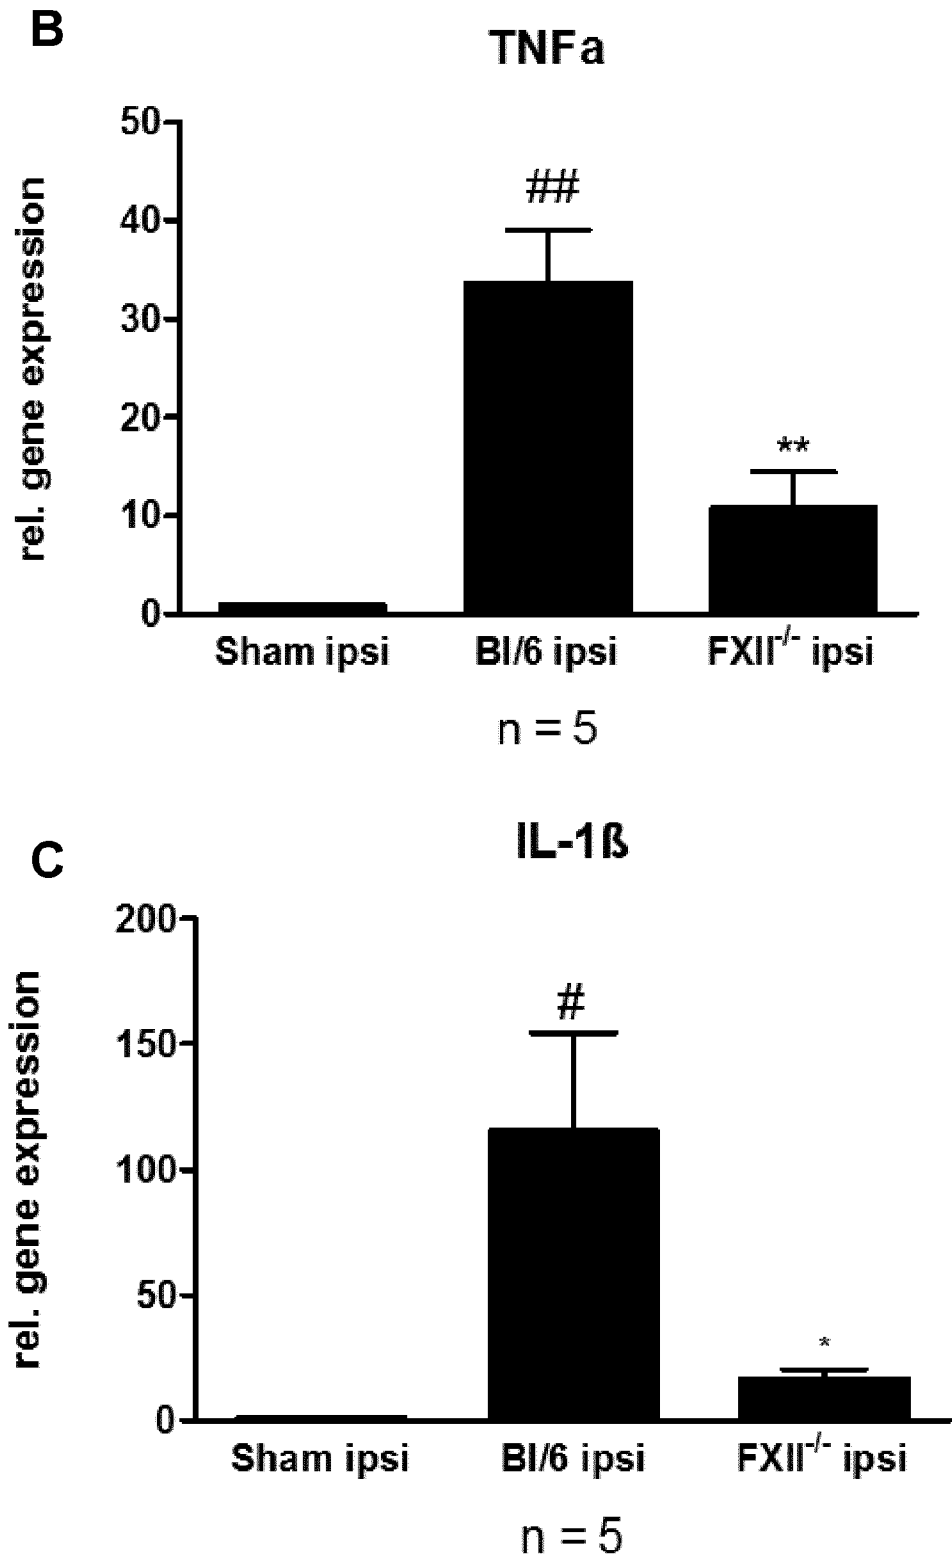 B
TNFa
rel. gene expression
50
40
30
20
10
0
##
**
Sham ipsi
Bl/6 ipsi
FXII-/- ipsi
n = 5
C
IL-1ß
rel. gene expression
200
150
100
50
0
#
*
Sham ipsi
Bl/6 ipsi
FXII-/- ipsi
n = 5